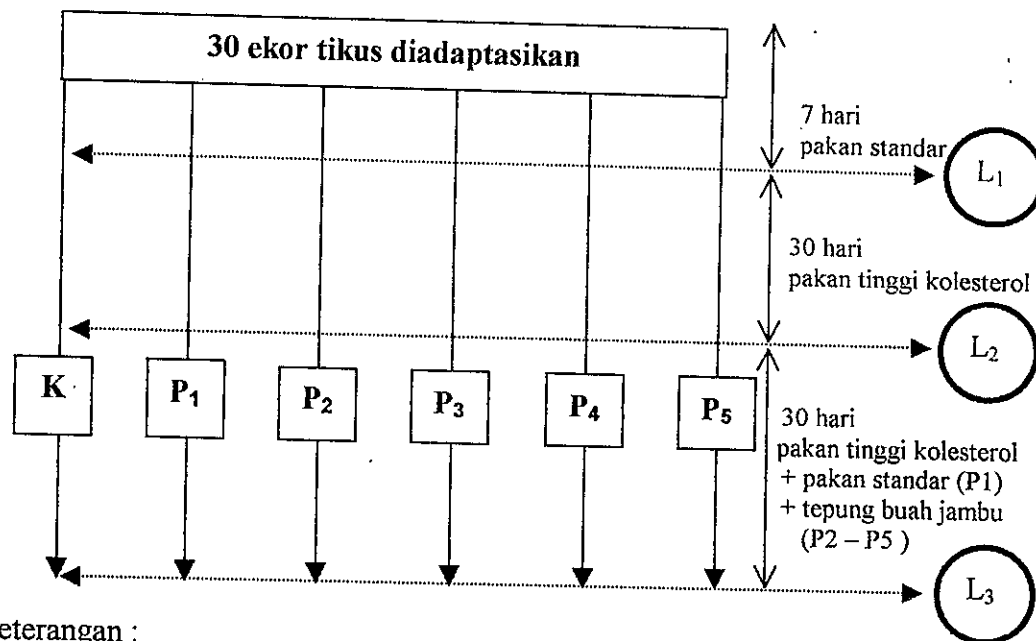 30 ekor tikus diadaptasikan
7 hari
pakan standar
L₁
30 hari
pakan tinggi kolesterol
L₂
K
P₁
P₂
P₃
P₄
P₅
30 hari
pakan tinggi kolesterol
+ pakan standar (P1)
+ tepung buah jambu
(P2 – P5 )
L₃
eterangan :